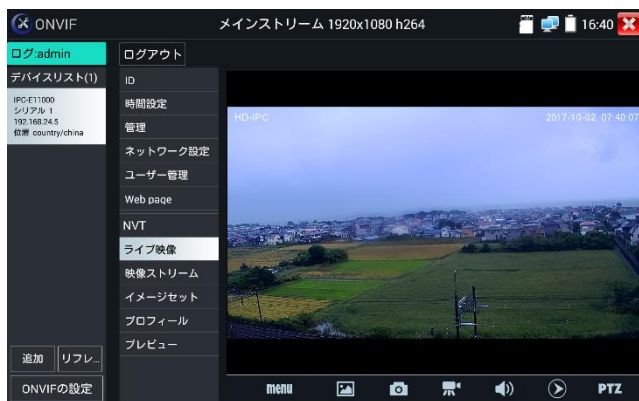 ONVIF
メインストリーム 1920x1080 h264
16:40
ログ:admin
ログアウト
デバイスリスト(1)
IPC-E11000
シリアル 1
192.168.24.5
位置 country/china
ID
時間設定
管理
ネットワーク設定
ユーザー管理
Web page
NVT
ライブ映像
映像ストリーム
イメージセット
プロフィール
プレビュー
HD-IPC
2017-10-02 07:40:07
追加
リフレ...
ONVIFの設定
menu
PTZ